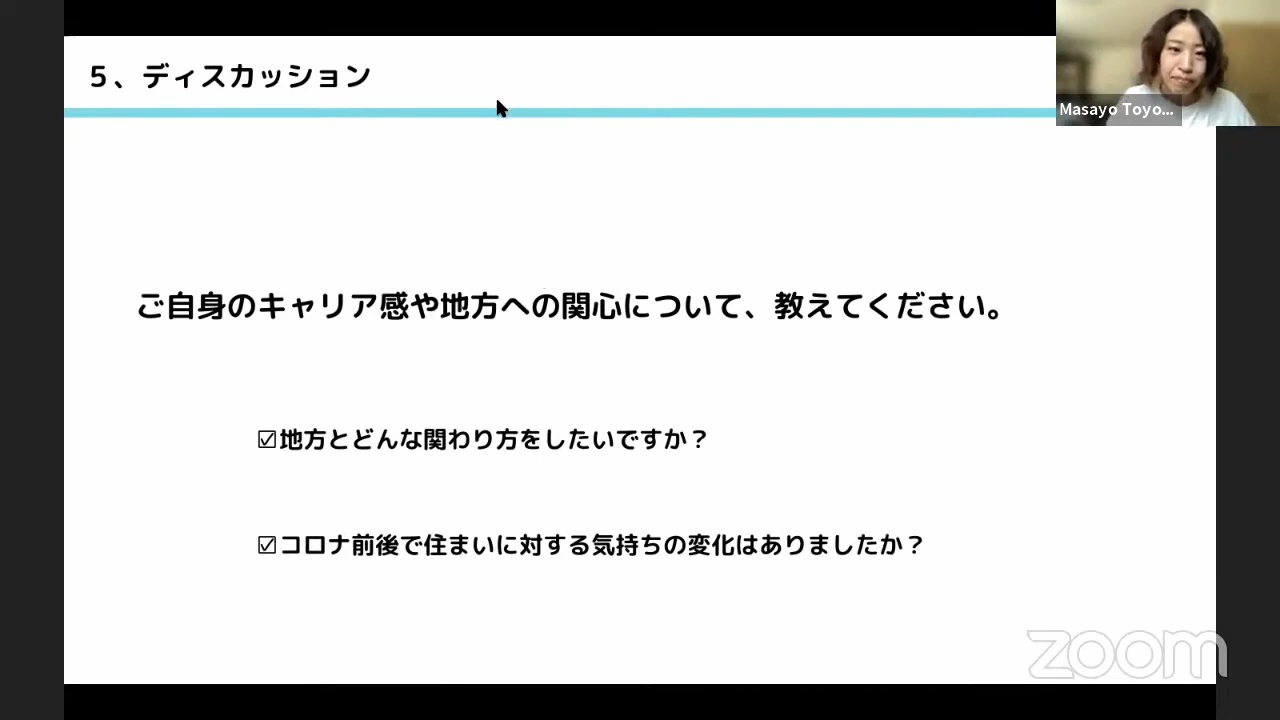 5、ディスカッション
Masayo Toyo...
ご自身のキャリア感や地方への関心について、教えてください。
☑地方とどんな関わり方をしたいですか？
☑コロナ前後で住まいに対する気持ちの変化はありましたか？
zoom